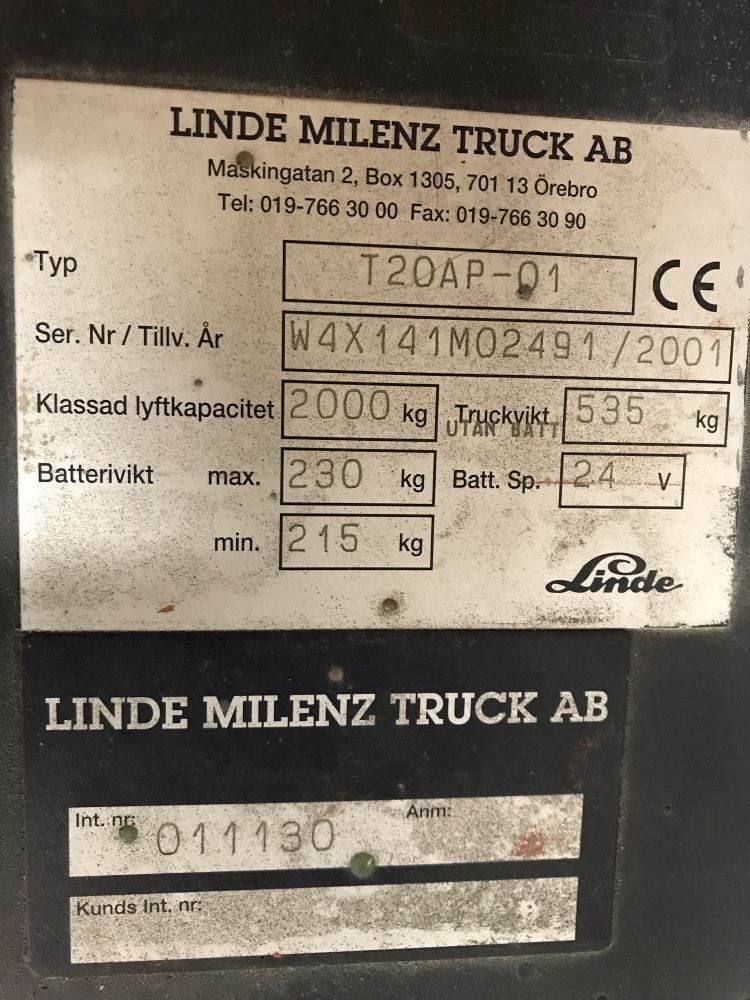 LINDE MILENZ TRUCK AB
Maskingatan 2, Box 1305, 701 13 Örebro
Tel: 019-766 30 00 Fax: 019-766 30 90
Typ T20AP-01 CE
Ser. Nr / Tillv. År W4X141M02491/2001
Klassad lyftkapacitet 2000 kg Truckvikt 535 kg
UTAN BATT
Batterivikt max. 230 kg Batt. Sp. 24 V
min. 215 kg
Linde
LINDE MILENZ TRUCK AB
Int. nr: 011130 Anm:
Kunds Int. nr: